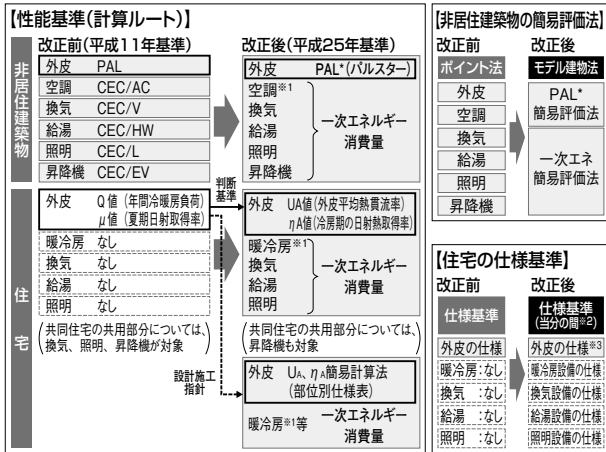 【性能基準(計算ルート)】
改正前(平成11年基準)
改正後(平成25年基準)
非居住建築物
外皮 PAL
空調 CEC/AC
換気 CEC/V
給湯 CEC/HW
照明 CEC/L
昇降機 CEC/EV
外皮 PAL*(パルスター)
空調※1
換気
給湯
照明
昇降機
一次エネルギー
消費量
住宅
外皮 Q値(年間冷暖房負荷)
μ値(夏期日射取得率)
暖冷房 なし
換気 なし
給湯 なし
照明 なし
(共同住宅の共用部分については、
換気、照明、昇降機が対象)
判断
基準
設計施工
指針
外皮 UA値(外皮平均熱貫流率)
ηA値(冷房期の日射熱取得率)
暖冷房※1
換気
給湯
照明
一次エネルギー
消費量
(共同住宅の共用部分については、
昇降機も対象)
外皮 UA、ηA簡易計算法
(部位別仕様表)
暖冷房※1等 一次エネルギー
消費量
【非居住建築物の簡易評価法】
改正前
改正後
ポイント法
モデル建物法
外皮
空調
換気
給湯
照明
昇降機
PAL*
簡易評価法
一次エネ
簡易評価法
【住宅の仕様基準】
改正前
改正後
仕様基準
仕様基準
(当分の間※2)
外皮の仕様
暖冷房:なし
換気:なし
給湯:なし
照明:なし
外皮の仕様※3
暖冷房設備の仕様
換気設備の仕様
給湯設備の仕様
照明設備の仕様